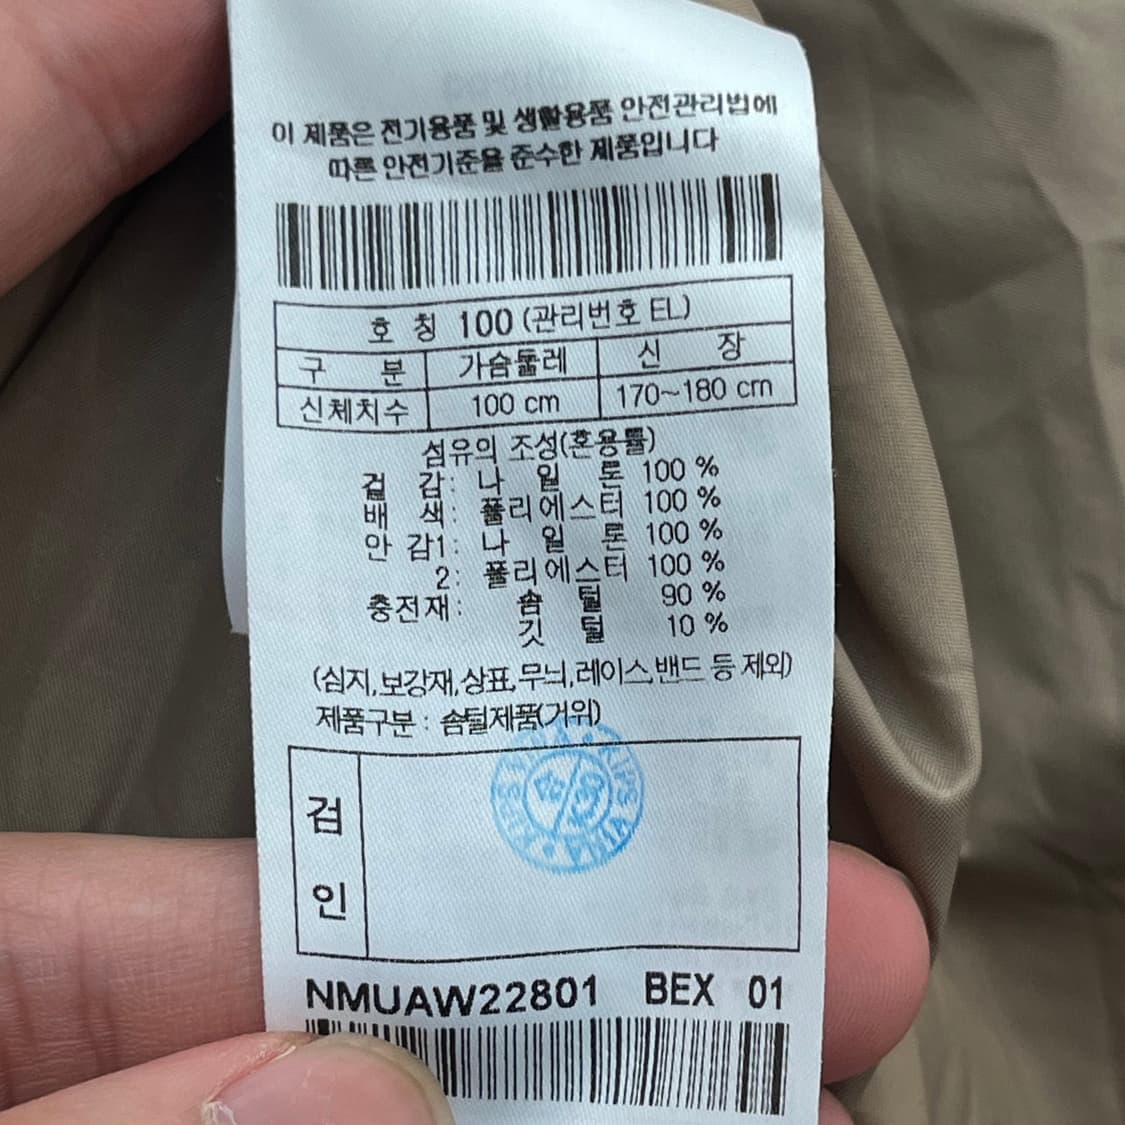 이 제품은 전기용품 및 생활용품 안전관리법에
따른 안전기준을 준수한 제품입니다
호 칭 100 (관리번호 EL)
구 분 가슴둘레 신 장
신체치수 100 cm 170~180 cm
섬유의 조성(혼용률)
겉 감: 나 일 론 100 %
배 색: 폴리에스터 100 %
안 감1: 나 일 론 100 %
2: 폴리에스터 100 %
충전재: 솜 털 90 %
깃 털 10 %
(심지,보강재,상표,무늬,레이스,밴드 등 제외)
제품구분 : 솜털제품(거위)
검
인
NMUAW22801 BEX 01